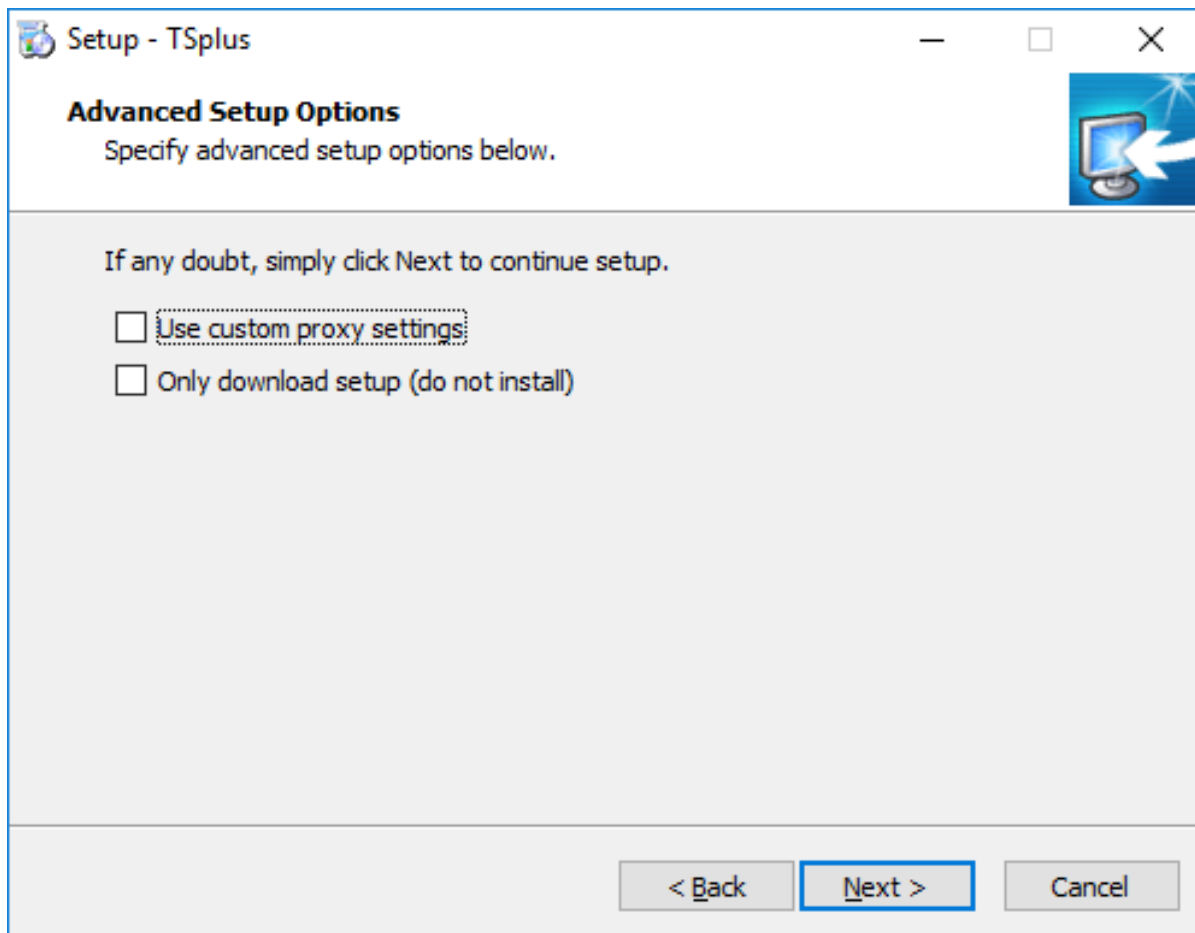 Setup - TSplus
Advanced Setup Options
Specify advanced setup options below.
If any doubt, simply click Next to continue setup.
Use custom proxy settings
Only download setup (do not install)
< Back
Next >
Cancel